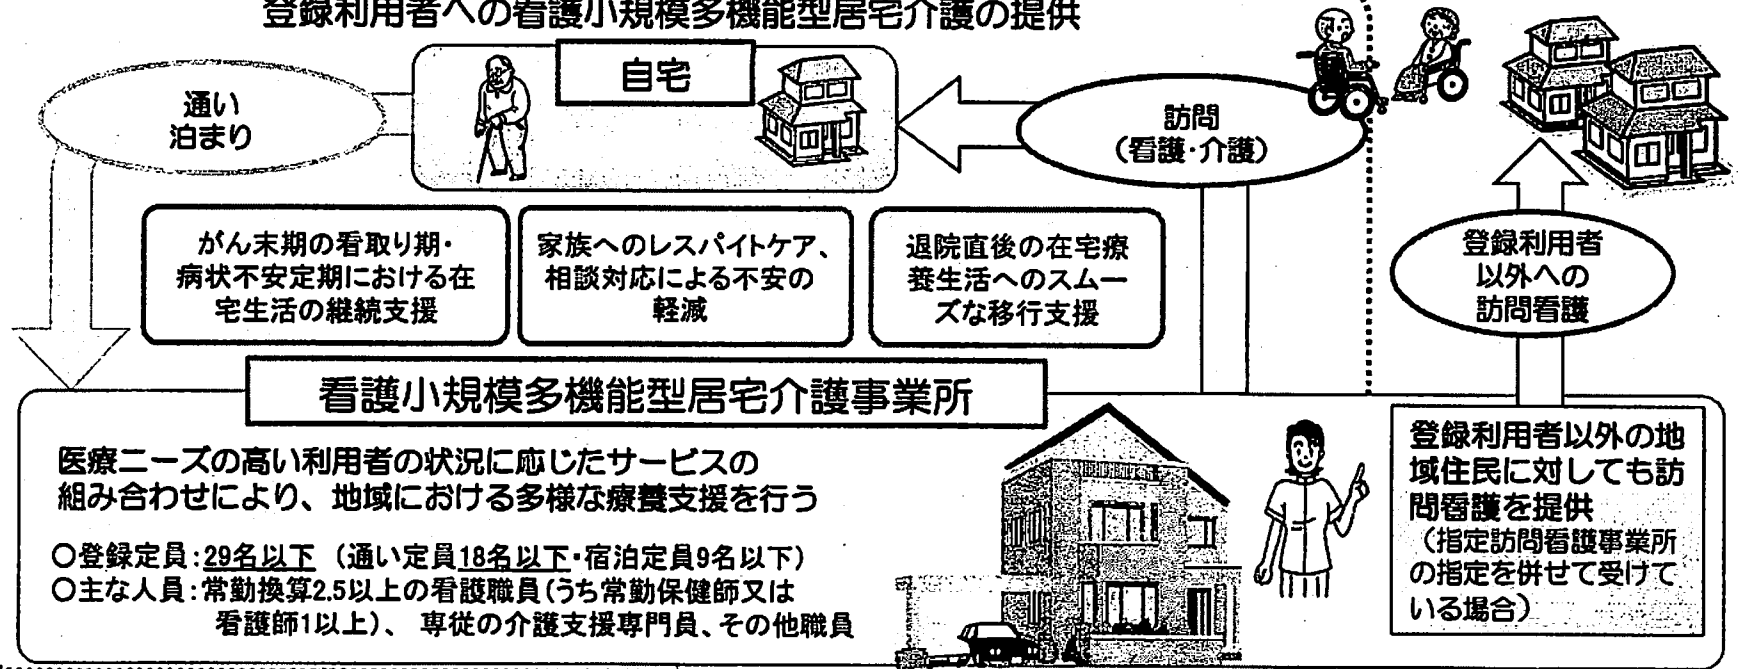 登録利用者への看護小規模多機能型居宅介護の提供
自宅
通い
泊まり
訪問
(看護・介護)
がん末期の看取り期・
病状不安定期における在
宅生活の継続支援
家族へのレスパイトケア、
相談対応による不安の
軽減
退院直後の在宅療
養生活へのスムー
ズな移行支援
登録利用者
以外への
訪問看護
看護小規模多機能型居宅介護事業所
医療ニーズの高い利用者の状況に応じたサービスの
組み合わせにより、地域における多様な療養支援を行う
○登録定員:29名以下 (通い定員18名以下・宿泊定員9名以下)
○主な人員:常勤換算2.5以上の看護職員(うち常勤保健師又は
看護師1以上)、専従の介護支援専門員、その他職員
登録利用者以外の地
域住民に対しても訪
問看護を提供
(指定訪問看護事業所
の指定を併せて受けて
いる場合)